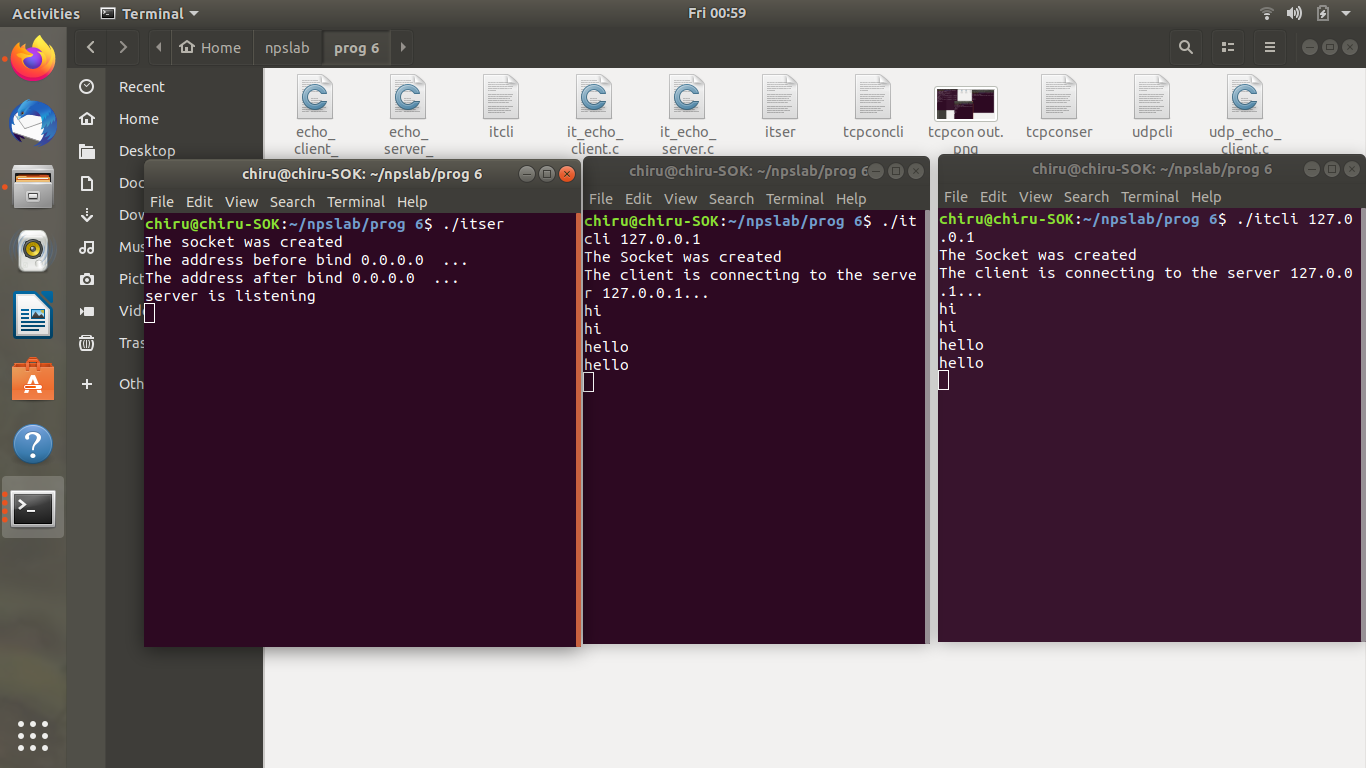 Activities Terminal Fri 00:59
Home npslab prog 6
Recent
Home
Desktop
Doc
Dow
Mus
Pict
Vide
Tras
Oth
echo_
client_
echo_
server_
itcli
it_echo_
client.c
it_echo_
server.c
itser
tcpconcli
tcpcon out.
png
tcpconser
udpcli
udp_echo_
client.c
chiru@chiru-SOK: ~/npslab/prog 6
File Edit View Search Terminal Help
chiru@chiru-SOK:~/npslab/prog 6$ ./itser
The socket was created
The address before bind 0.0.0.0  ...
The address after bind 0.0.0.0  ...
server is listening
chiru@chiru-SOK: ~/npslab/prog 6
File Edit View Search Terminal Help
chiru@chiru-SOK:~/npslab/prog 6$ ./it
cli 127.0.0.1
The Socket was created
The client is connecting to the serve
r 127.0.0.1...
hi
hi
hello
hello
chiru@chiru-SOK: ~/npslab/prog 6
File Edit View Search Terminal Help
chiru@chiru-SOK:~/npslab/prog 6$ ./itcli 127.0
.0.1
The Socket was created
The client is connecting to the server 127.0.0
.1...
hi
hi
hello
hello